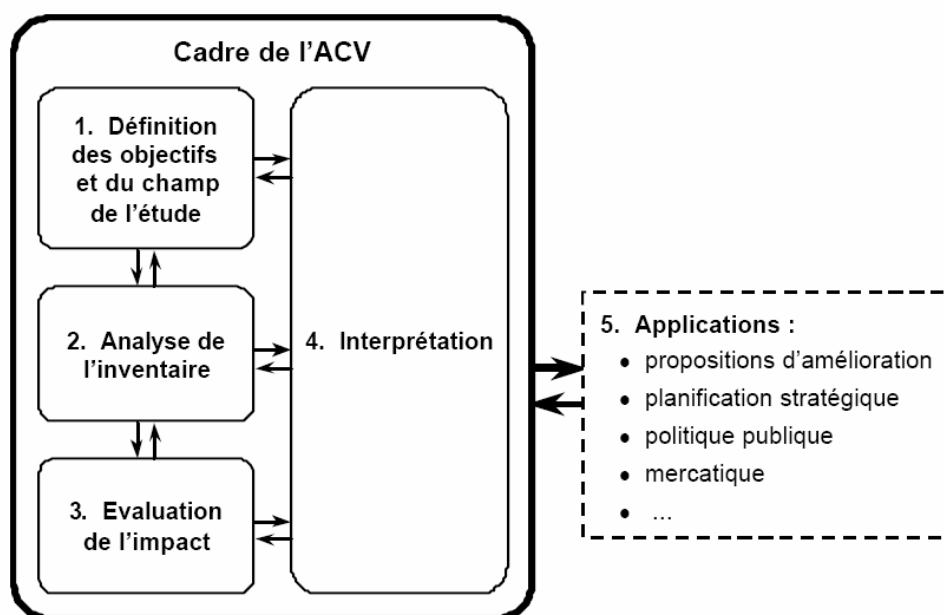 Cadre de l'ACV
1. Définition
des objectifs
et du champ
de l'étude
2. Analyse de
l'inventaire
3. Evaluation
de l'impact
4. Interprétation
5. Applications :
• propositions d'amélioration
• planification stratégique
• politique publique
• mercatique
• ...